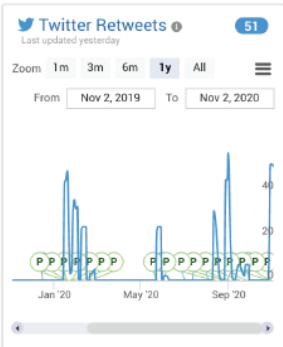 Twitter Retweets i 51
Last updated yesterday
Zoom 1m 3m 6m 1y All
From Nov 2, 2019 To Nov 2, 2020
40
20
P P P P P P P P P P P P P P P P P
0
Jan '20 May '20 Sep '20